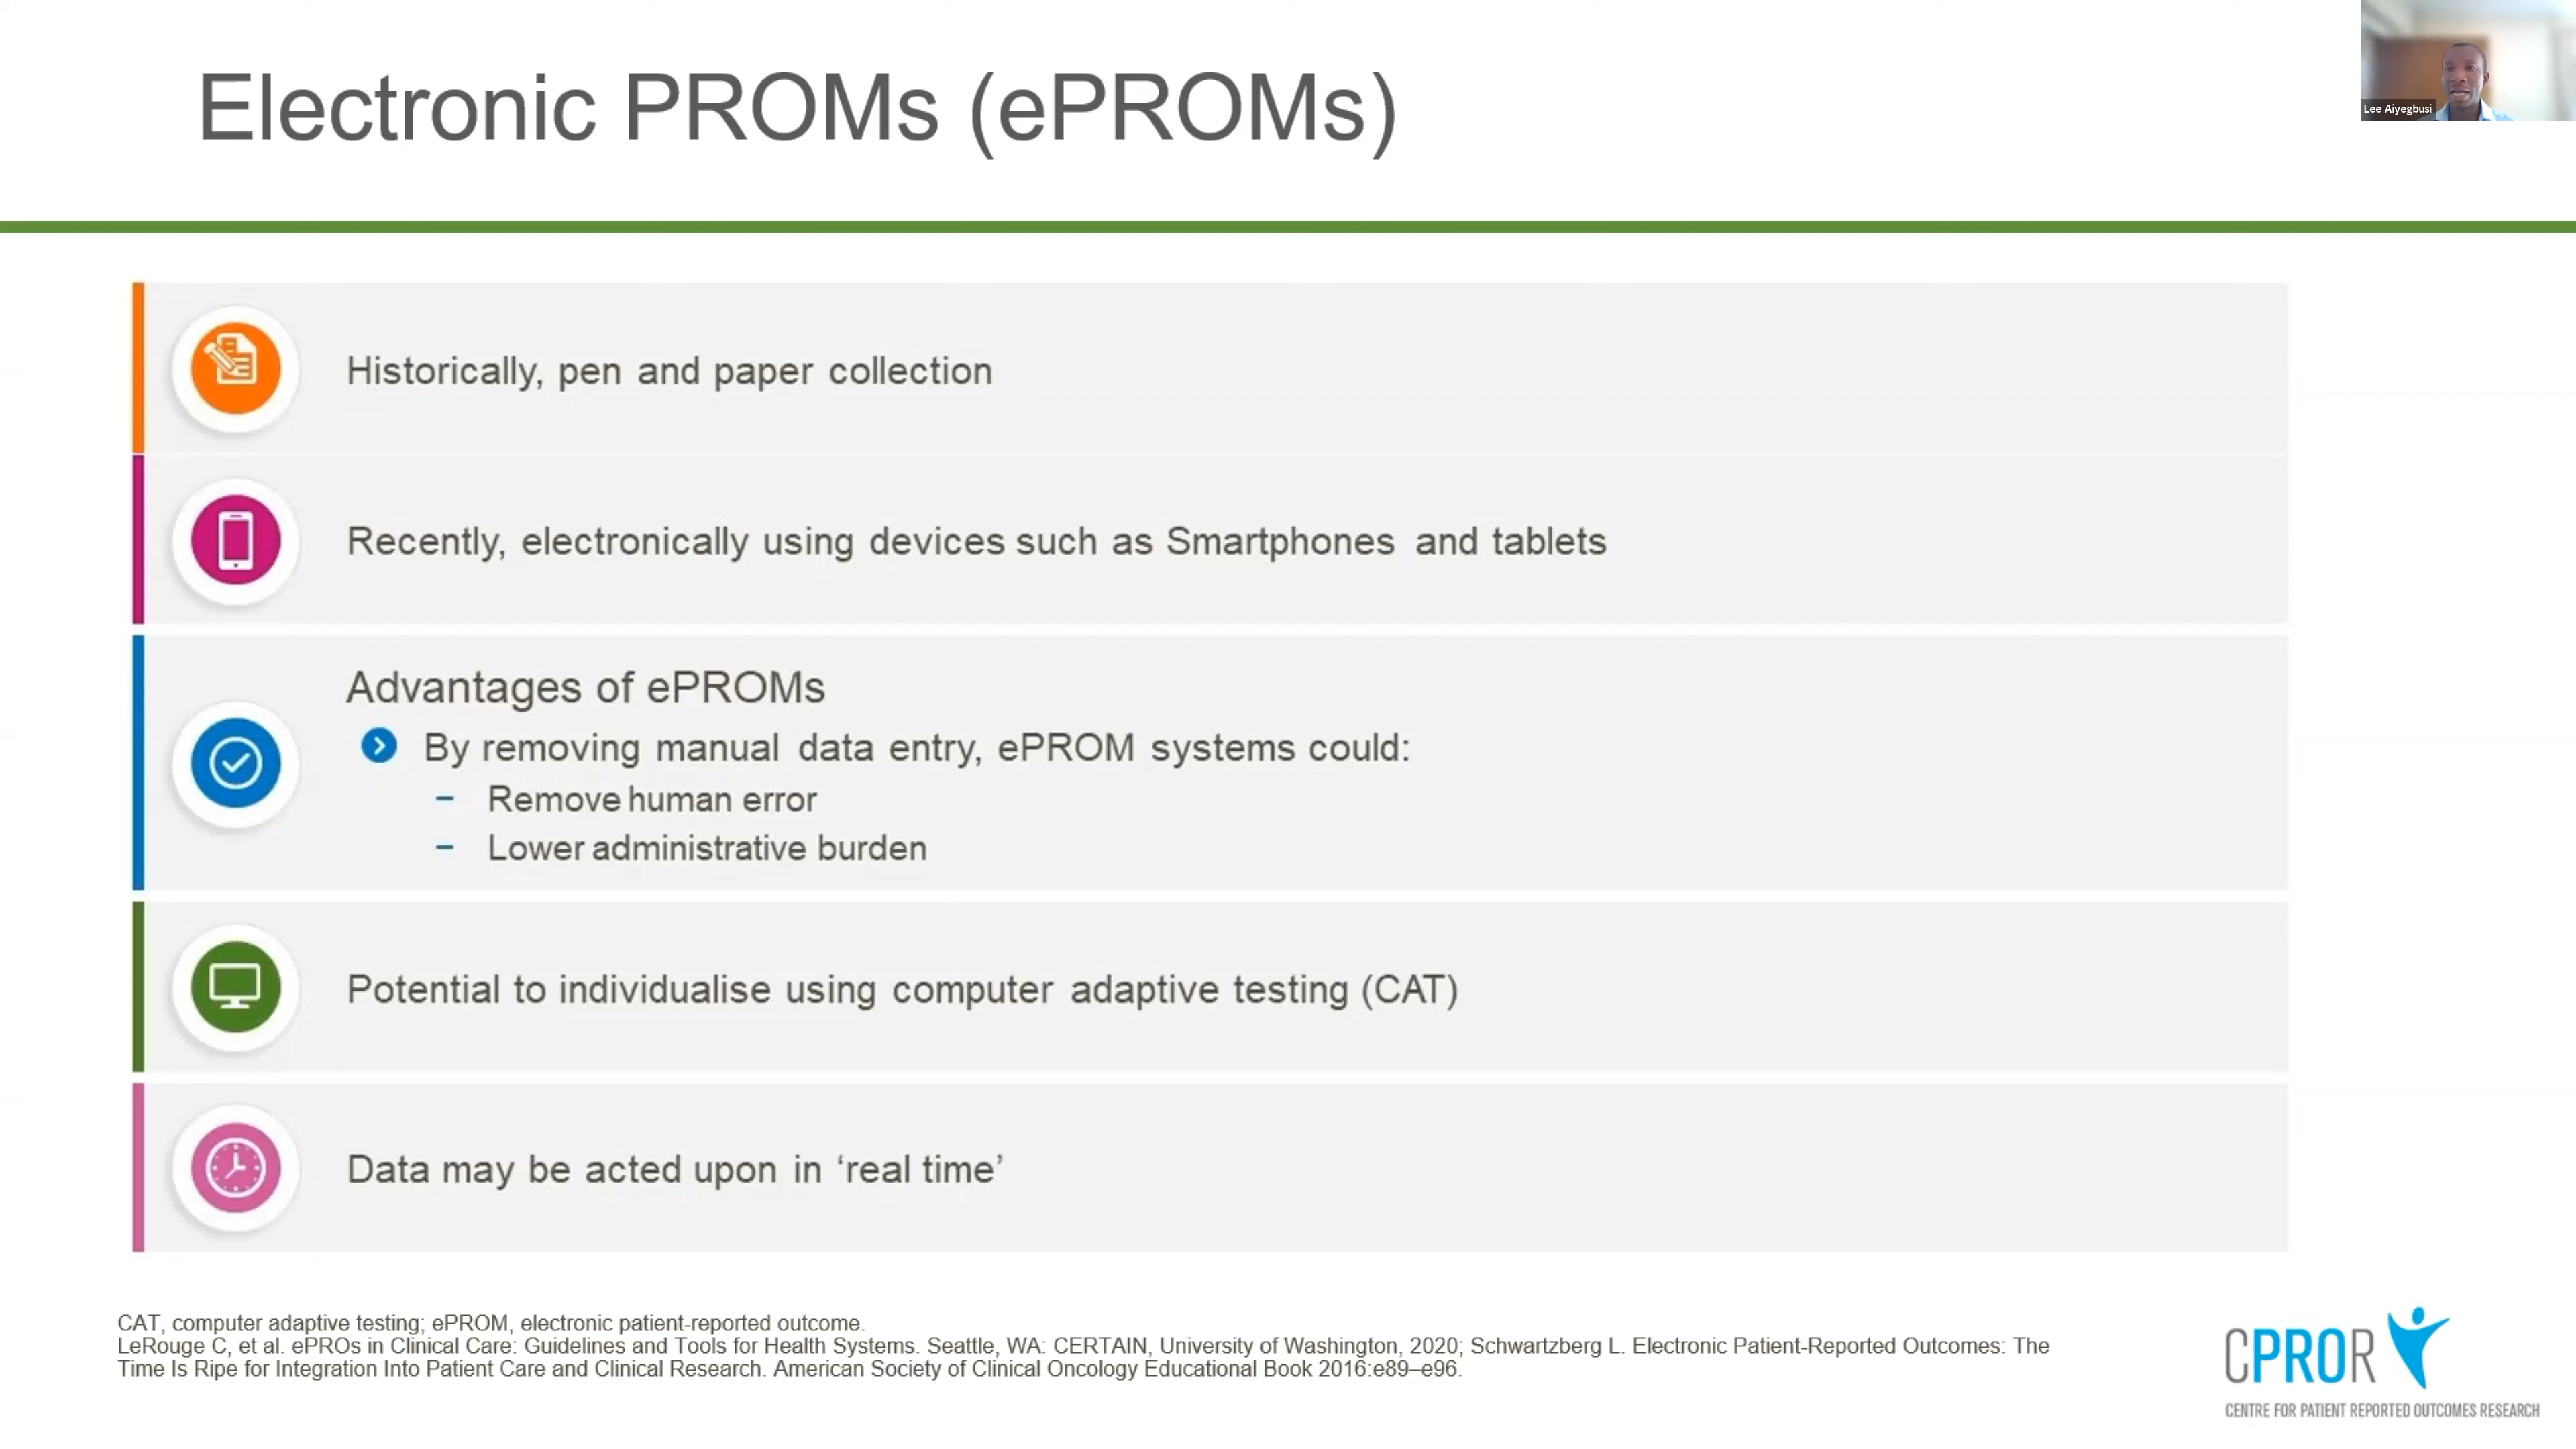 Electronic PROMs (ePROMs)
Lee Aiyegbusi
Historically, pen and paper collection
Recently, electronically using devices such as Smartphones and tablets
Advantages of ePROMs
By removing manual data entry, ePROM systems could:
– Remove human error
– Lower administrative burden
Potential to individualise using computer adaptive testing (CAT)
Data may be acted upon in ‘real time’
CAT, computer adaptive testing; ePROM, electronic patient-reported outcome.
LeRouge C, et al. ePROs in Clinical Care: Guidelines and Tools for Health Systems. Seattle, WA: CERTAIN, University of Washington, 2020; Schwartzberg L. Electronic Patient-Reported Outcomes: The
Time Is Ripe for Integration Into Patient Care and Clinical Research. American Society of Clinical Oncology Educational Book 2016:e89–e96.
CPROR
CENTRE FOR PATIENT REPORTED OUTCOMES RESEARCH